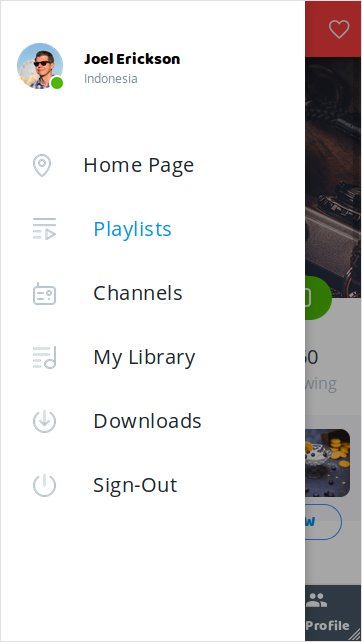 Joel Erickson
Indonesia
Home Page
Playlists
Channels
My Library
Downloads
Sign-Out
Profile